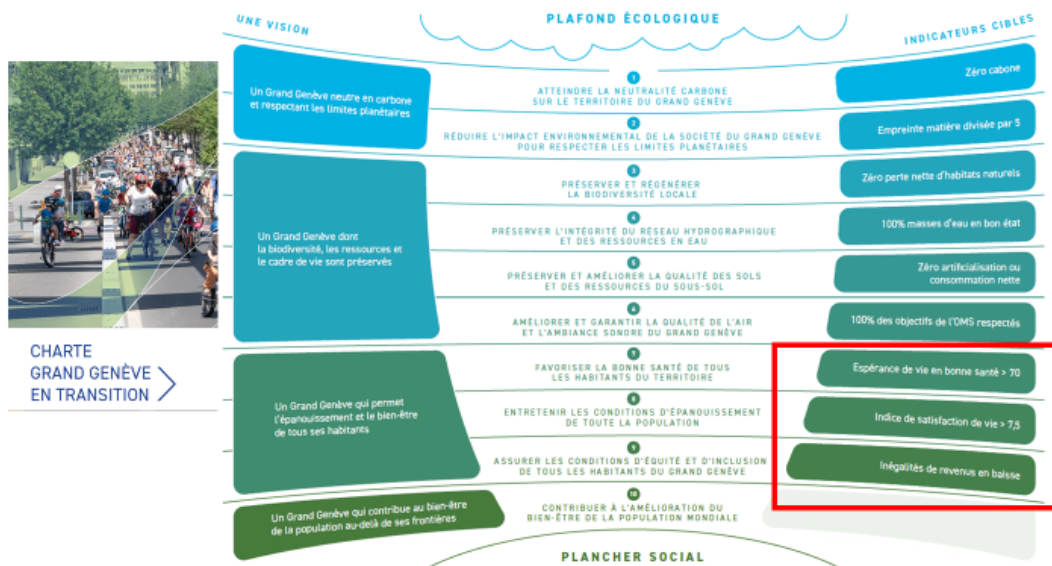 UNE VISION
PLAFOND ÉCOLOGIQUE
INDICATEURS CIBLES
Un Grand Genève neutre en carbone
et respectant les limites planétaires
1
ATTEINDRE LA NEUTRALITÉ CARBONE
SUR LE TERRITOIRE DU GRAND GENÈVE
Zéro cabone
2
RÉDUIRE L'IMPACT ENVIRONNEMENTAL DE LA SOCIÉTÉ DU GRAND GENÈVE
POUR RESPECTER LES LIMITES PLANÉTAIRES
Empreinte matière divisée par 5
Un Grand Genève dont
la biodiversité, les ressources et
le cadre de vie sont préservés
3
PRÉSERVER ET RÉGÉNÉRER
LA BIODIVERSITÉ LOCALE
Zéro perte nette d'habitats naturels
4
PRÉSERVER L'INTÉGRITÉ DU RÉSEAU HYDROGRAPHIQUE
ET DES RESSOURCES EN EAU
100% masses d'eau en bon état
5
PRÉSERVER ET AMÉLIORER LA QUALITÉ DES SOLS
ET DES RESSOURCES DU SOUS-SOL
Zéro artificialisation ou
consommation nette
6
AMÉLIORER ET GARANTIR LA QUALITÉ DE L'AIR
ET L'AMBIANCE SONORE DU GRAND GENÈVE
100% des objectifs de l'OMS respectés
CHARTE
GRAND GENÈVE
EN TRANSITION
Un Grand Genève qui permet
l'épanouissement et le bien-être
de tous ses habitants
7
FAVORISER LA BONNE SANTÉ DE TOUS
LES HABITANTS DU TERRITOIRE
Espérance de vie en bonne santé > 70
8
ENTRETENIR LES CONDITIONS D'ÉPANOUISSEMENT
DE TOUTE LA POPULATION
Indice de satisfaction de vie > 7,5
9
ASSURER LES CONDITIONS D'ÉQUITÉ ET D'INCLUSION
DE TOUS LES HABITANTS DU GRAND GENÈVE
Inégalités de revenus en baisse
Un Grand Genève qui contribue au bien-être
de la population au-delà de ses frontières
10
CONTRIBUER À L'AMÉLIORATION DU
BIEN-ÊTRE DE LA POPULATION MONDIALE
PLANCHER SOCIAL